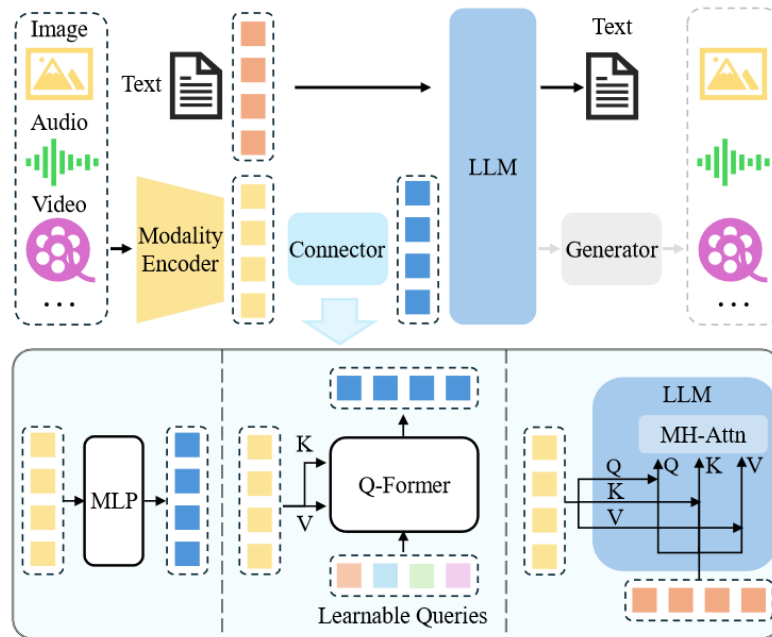 Image
Text
Text
Audio
LLM
Video
Modality
Encoder
Connector
Generator
...
...
LLM
MH-Attn
K
Q
Q
K
V
MLP
Q-Former
K
V
V
Learnable Queries